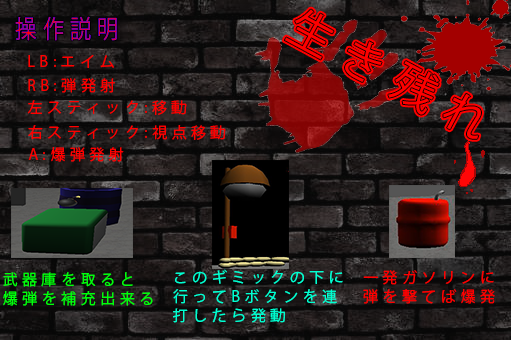 操作説明
生き残れ
LB:エイム
RB:弾発射
左スティック:移動
右スティック:視点移動
A:爆弾発射
武器庫を取ると
爆弾を補充出来る
このギミックの下に
行ってBボタンを連
打したら発動
一発ガソリンに
弾を撃てば爆発